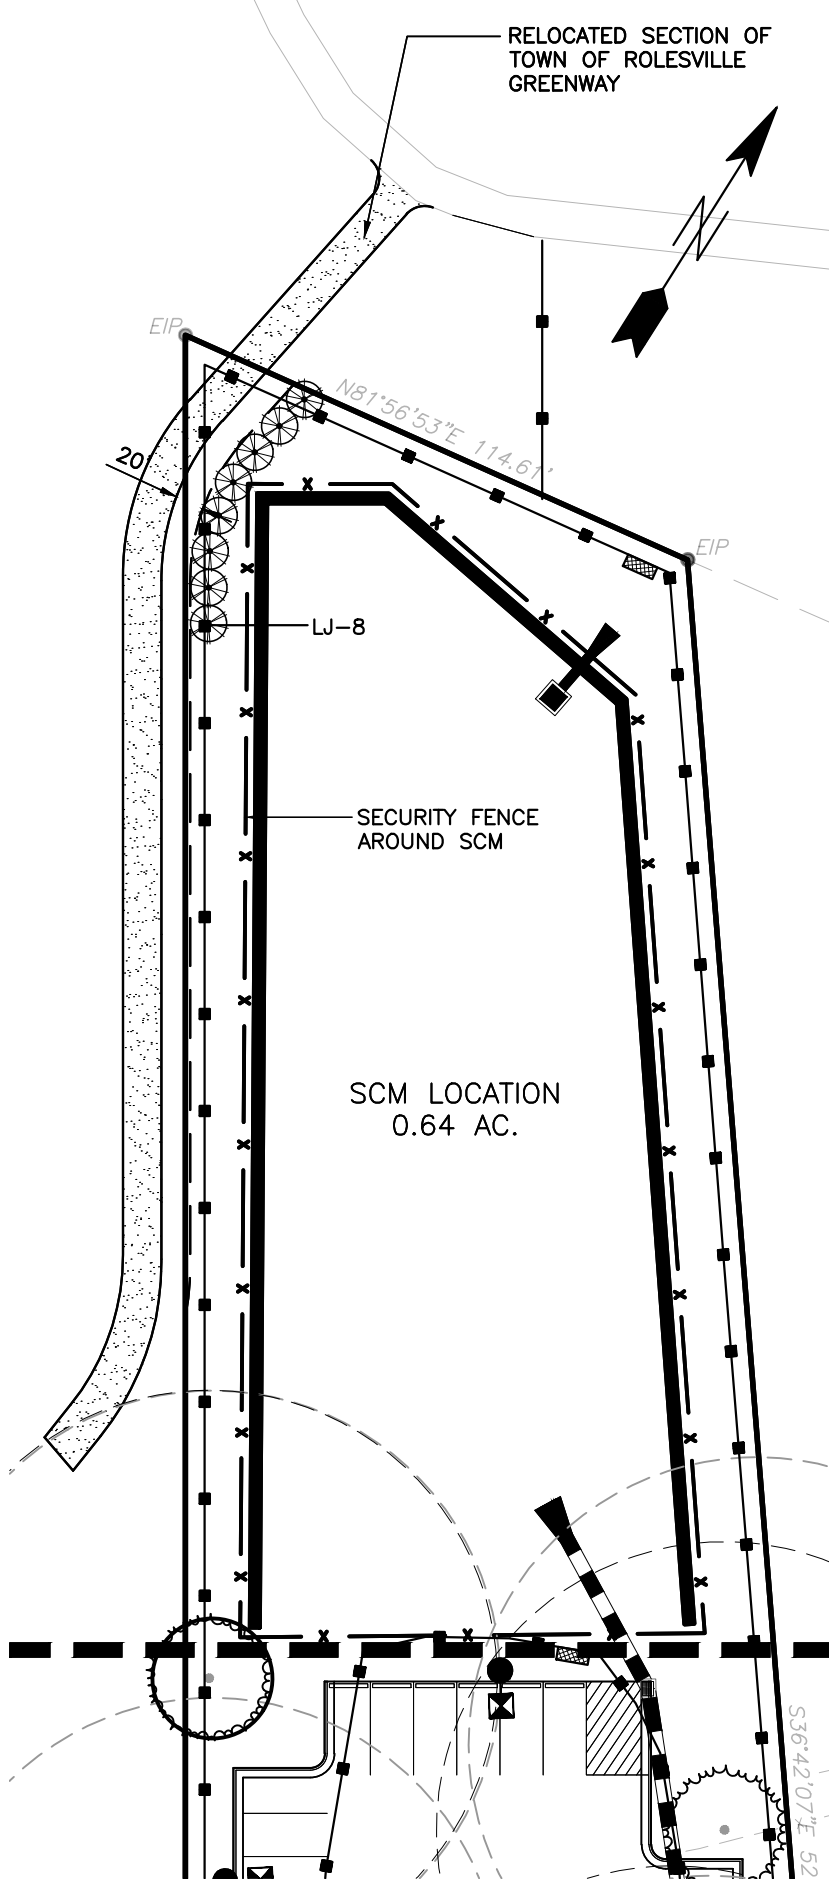 RELOCATED SECTION OF
TOWN OF ROLESVILLE
GREENWAY
EIP
N81°56'53"E 114.61'
20'
EIP
LJ-8
SECURITY FENCE
AROUND SCM
SCM LOCATION
0.64 AC.
S36°42'07"E 52